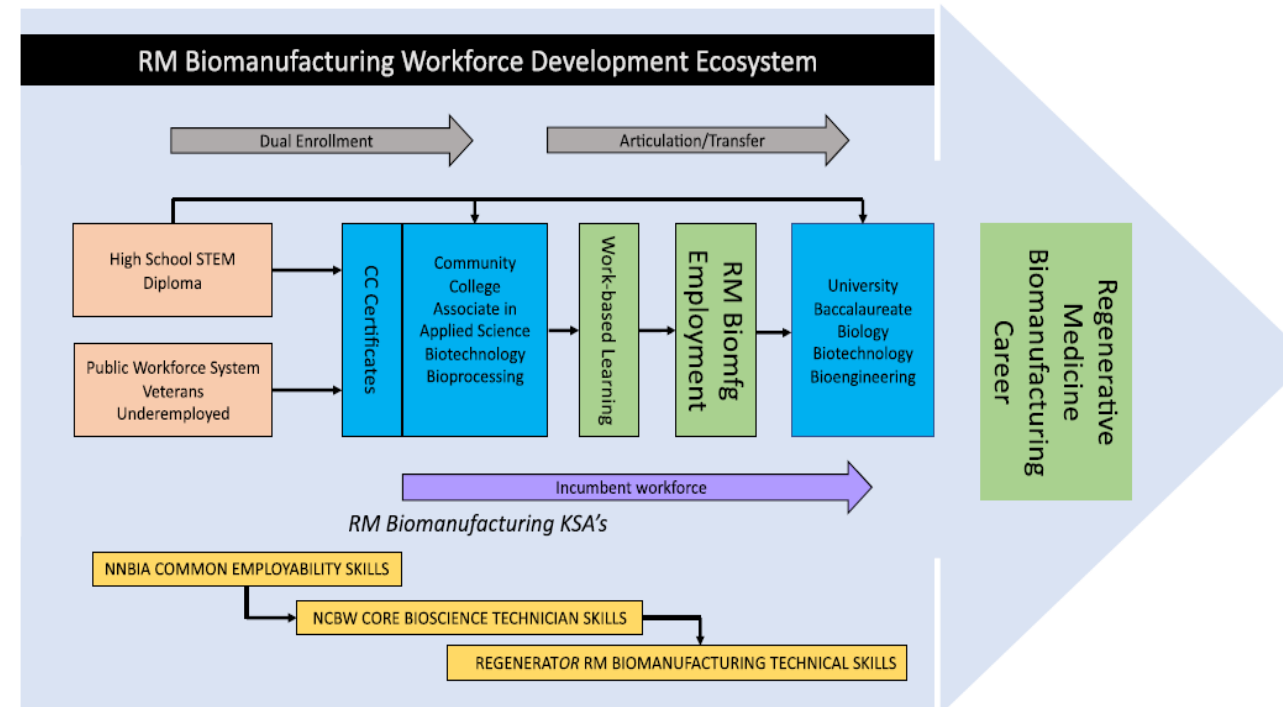 RM Biomanufacturing Workforce Development Ecosystem
Dual Enrollment
Articulation/Transfer
High School STEM
Diploma
Public Workforce System
Veterans
Underemployed
CC Certificates
Community
College
Associate in
Applied Science
Biotechnology
Bioprocessing
Work-based Learning
RM Biomfg
Employment
University
Baccalaureate
Biology
Biotechnology
Bioengineering
Regenerative
Medicine
Biomanufacturing
Career
Incumbent workforce
RM Biomanufacturing KSA's
NNBIA COMMON EMPLOYABILITY SKILLS
NCBW CORE BIOSCIENCE TECHNICIAN SKILLS
REGENERATOR RM BIOMANUFACTURING TECHNICAL SKILLS